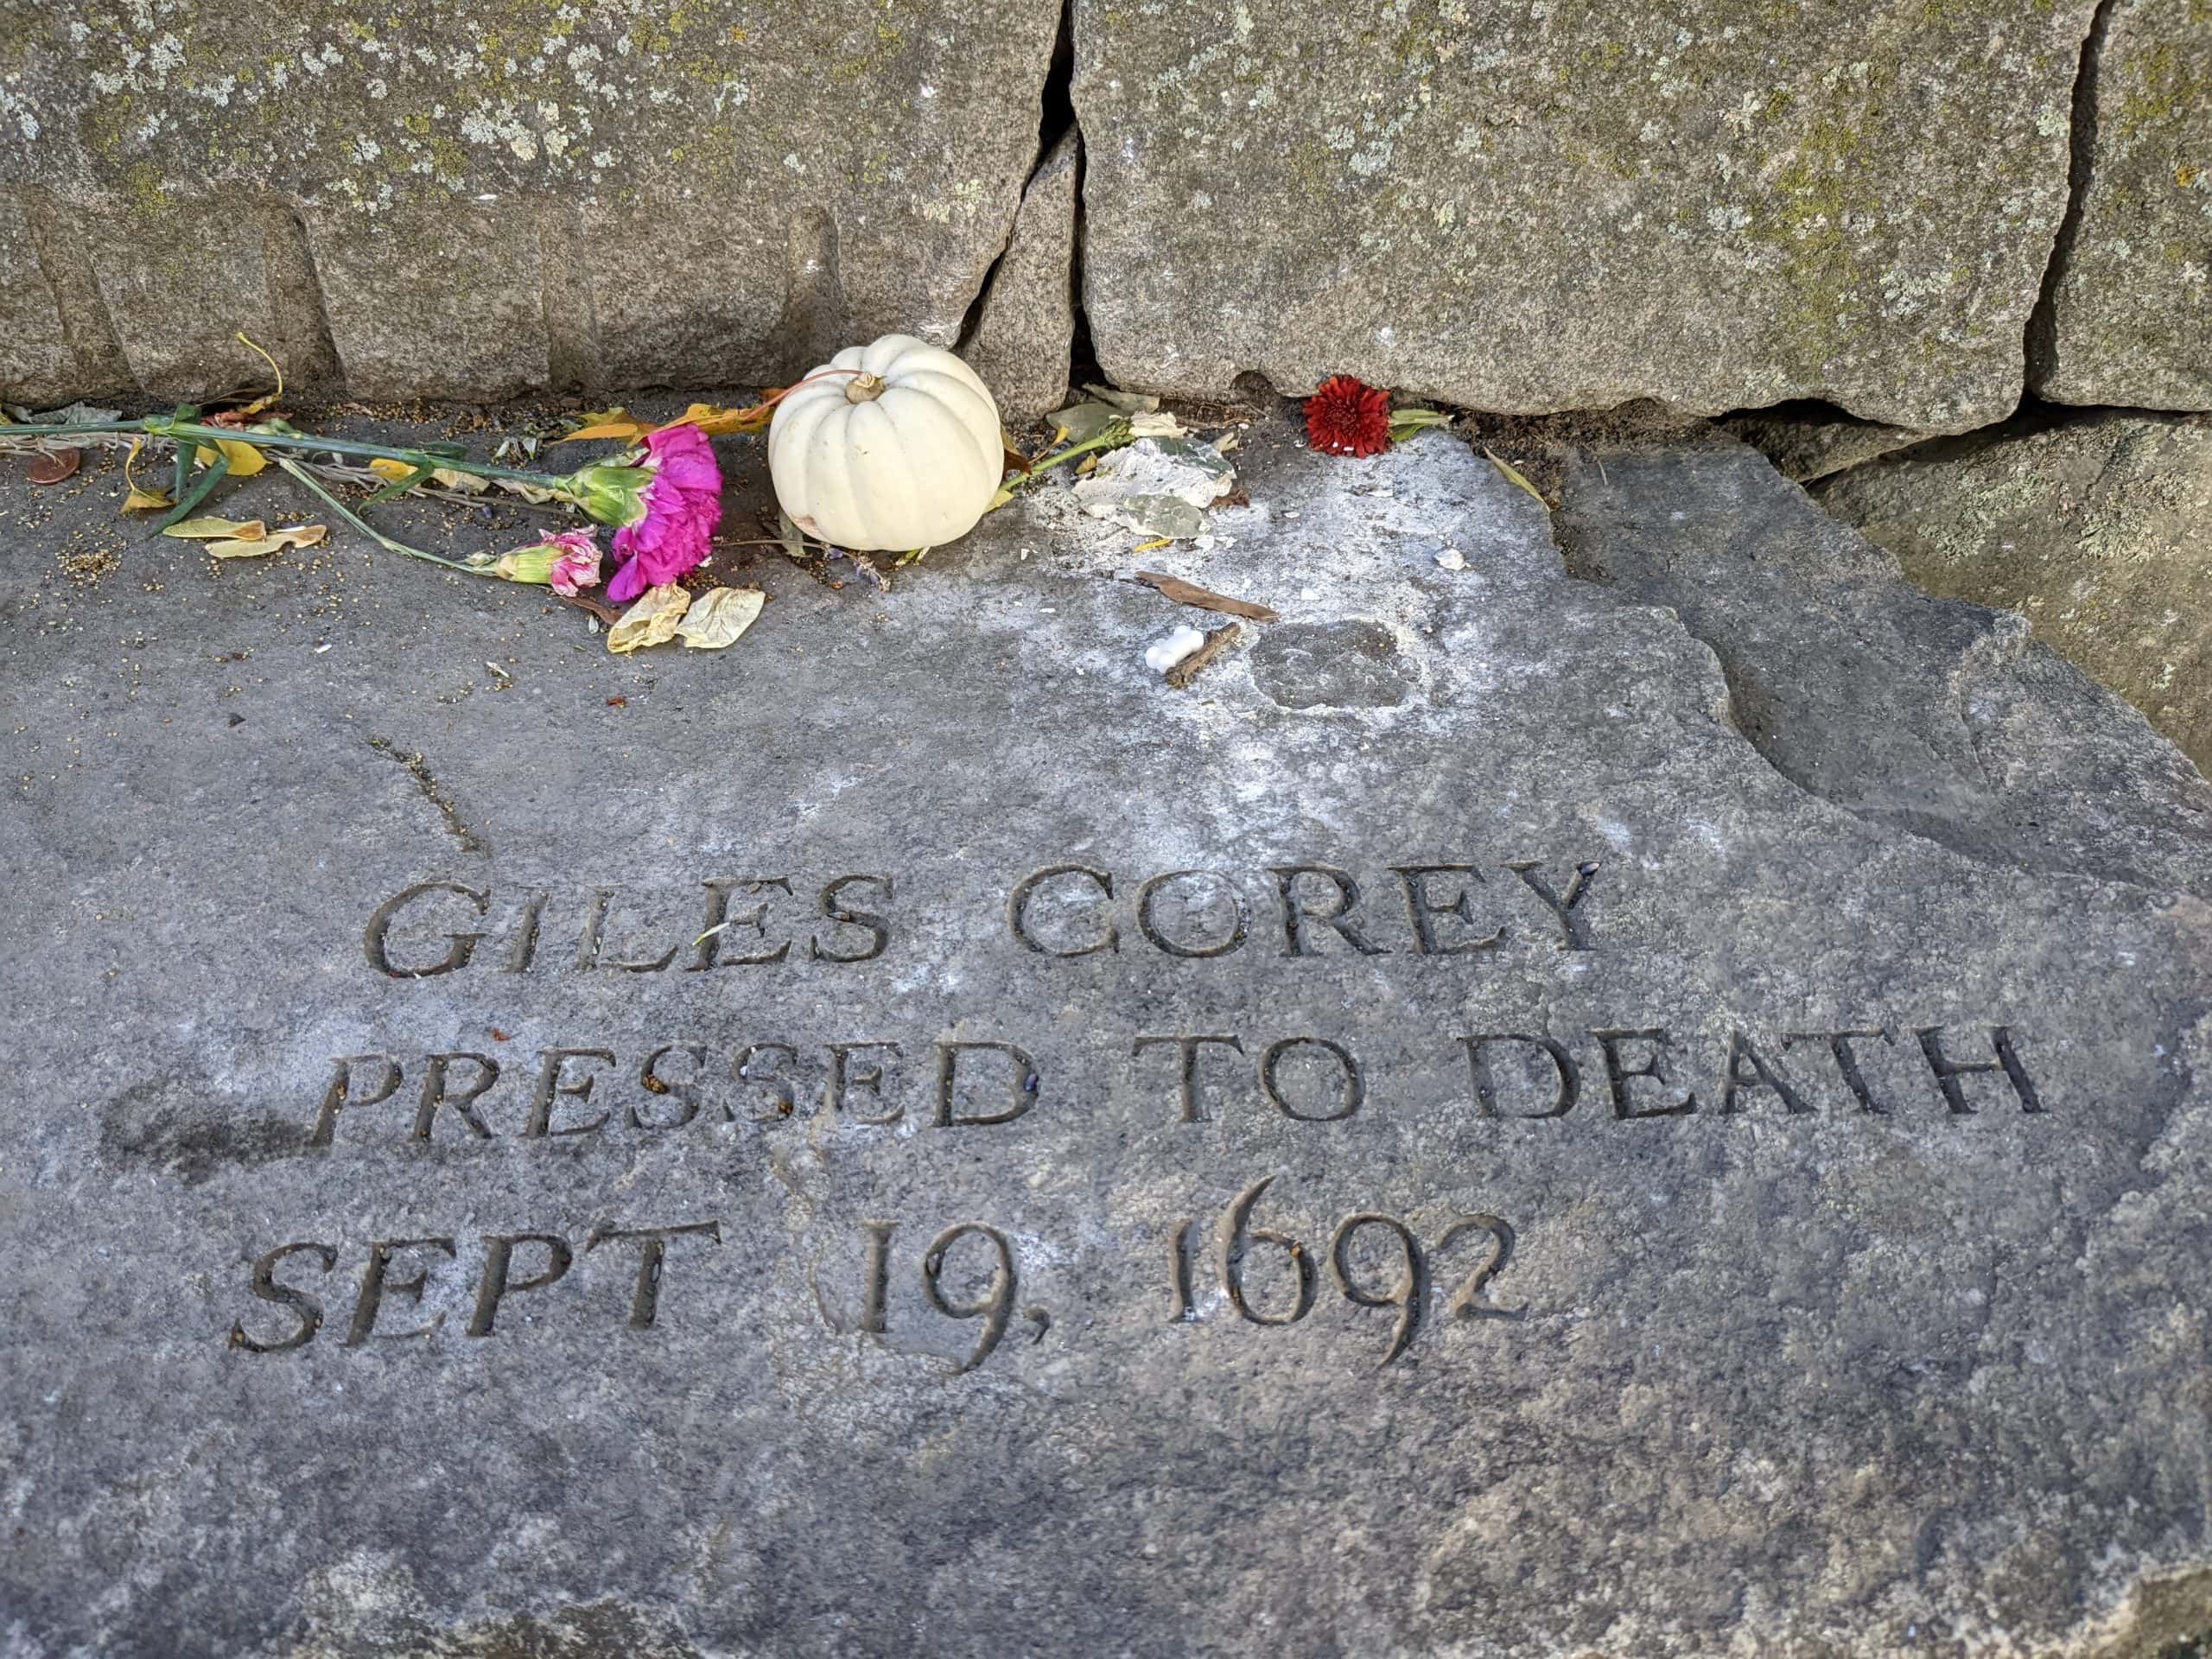 GILES COREY
PRESSED TO DEATH
SEPT 19, 1692